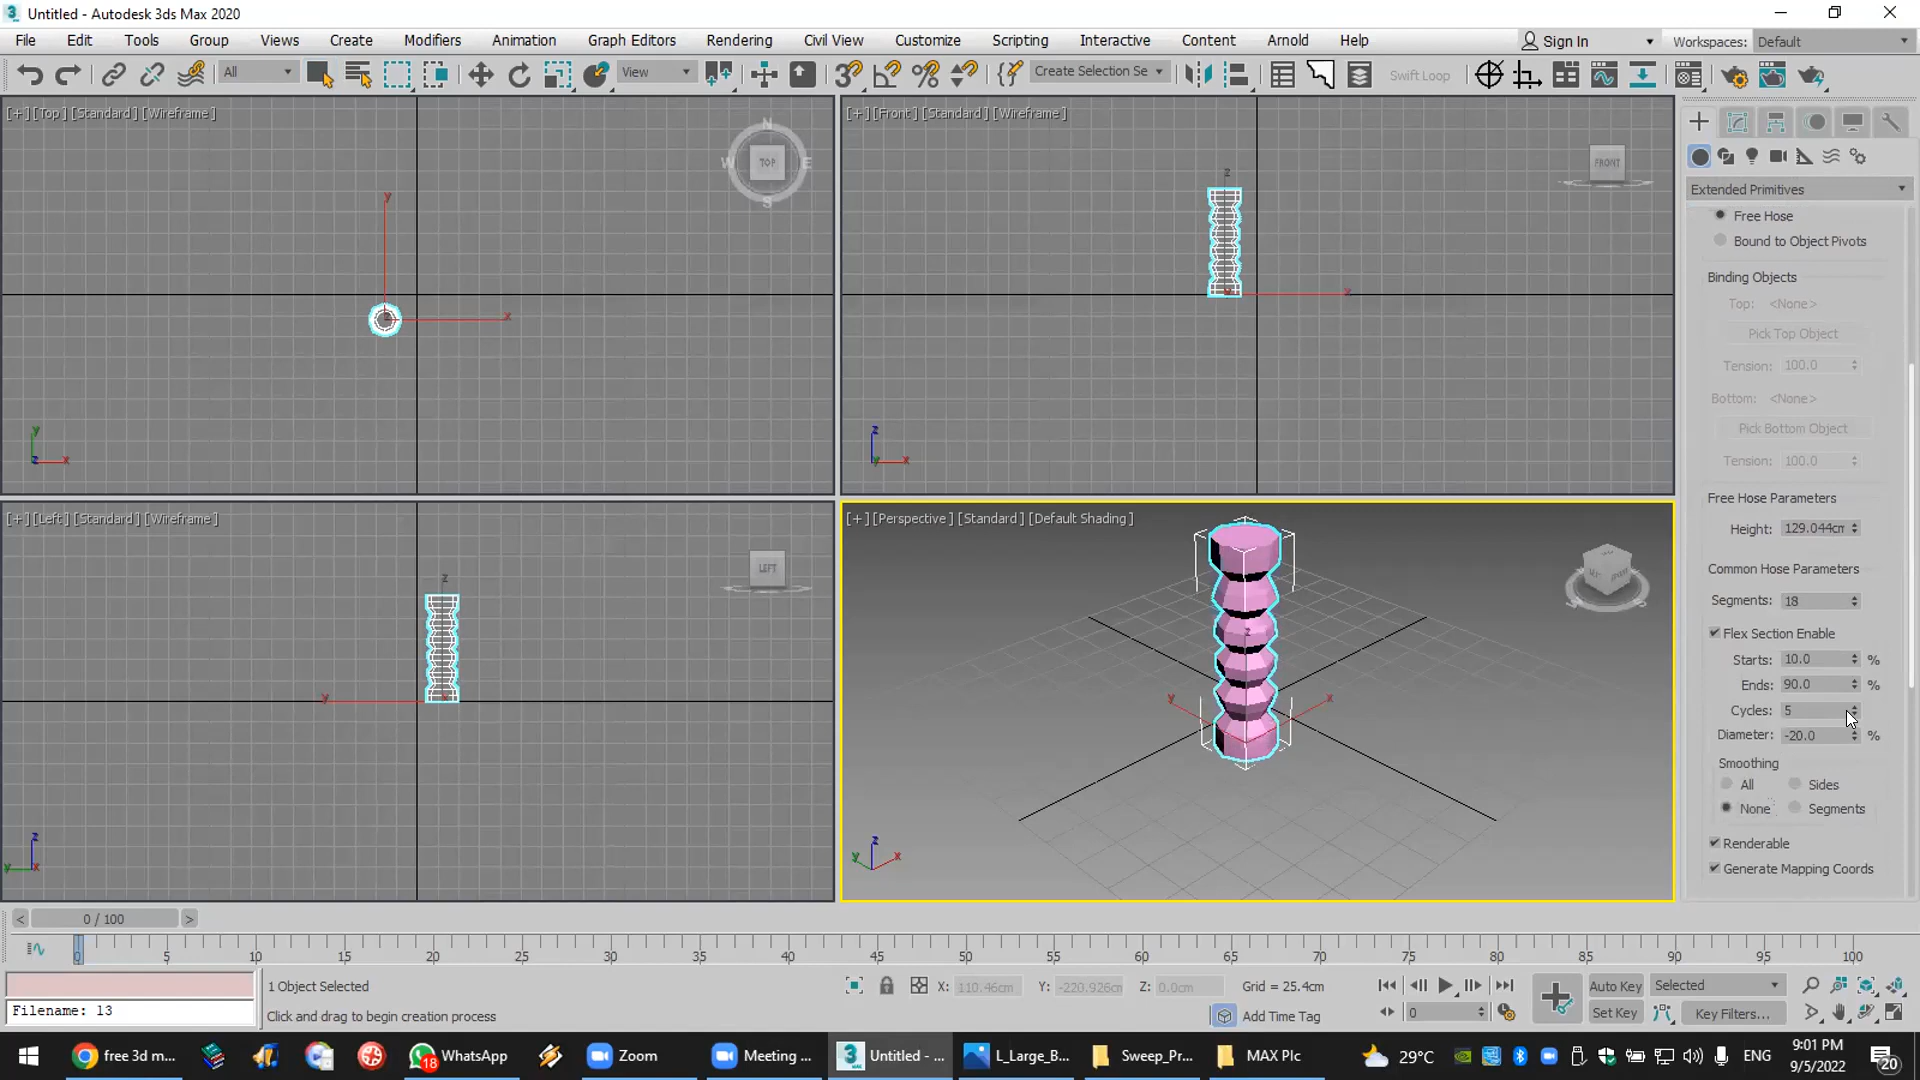 Untitled - Autodesk 3ds Max 2020
File Edit Tools Group Views Create Modifiers Animation Graph Editors Rendering Civil View Customize Scripting Interactive Content Arnold Help
Sign In Workspaces: Default
All View Create Selection Se Swift Loop
[+] [Top] [Standard] [Wireframe]
N W E S TOP
y x
y z x
[+] [Front] [Standard] [Wireframe]
FRONT
z x
z y x
[+] [Left] [Standard] [Wireframe]
LEFT
z y
z y x
[+] [Perspective] [Standard] [Default Shading]
z y x
z y x
Extended Primitives
Free Hose
Bound to Object Pivots
Binding Objects
Top: <None>
Pick Top Object
Tension: 100.0
Bottom: <None>
Pick Bottom Object
Tension: 100.0
Free Hose Parameters
Height: 129.044cm
Common Hose Parameters
Segments: 18
Flex Section Enable
Starts: 10.0 %
Ends: 90.0 %
Cycles: 5
Diameter: -20.0 %
Smoothing
All Sides
None Segments
Renderable
Generate Mapping Coords
< 0 / 100 >
0 5 10 15 20 25 30 35 40 45 50 55 60 65 70 75 80 85 90 95 100
1 Object Selected X: 110.46cm Y: -220.926cm Z: 0.0cm Grid = 25.4cm Auto Key Selected
Filename: 13 Click and drag to begin creation process Add Time Tag 0 Set Key Key Filters...
free 3d m... 18 WhatsApp Zoom Meeting ... Untitled - ... L_Large_B... Sweep_Pr... MAX Plc 29°C ENG 9:01 PM
9/5/2022 20